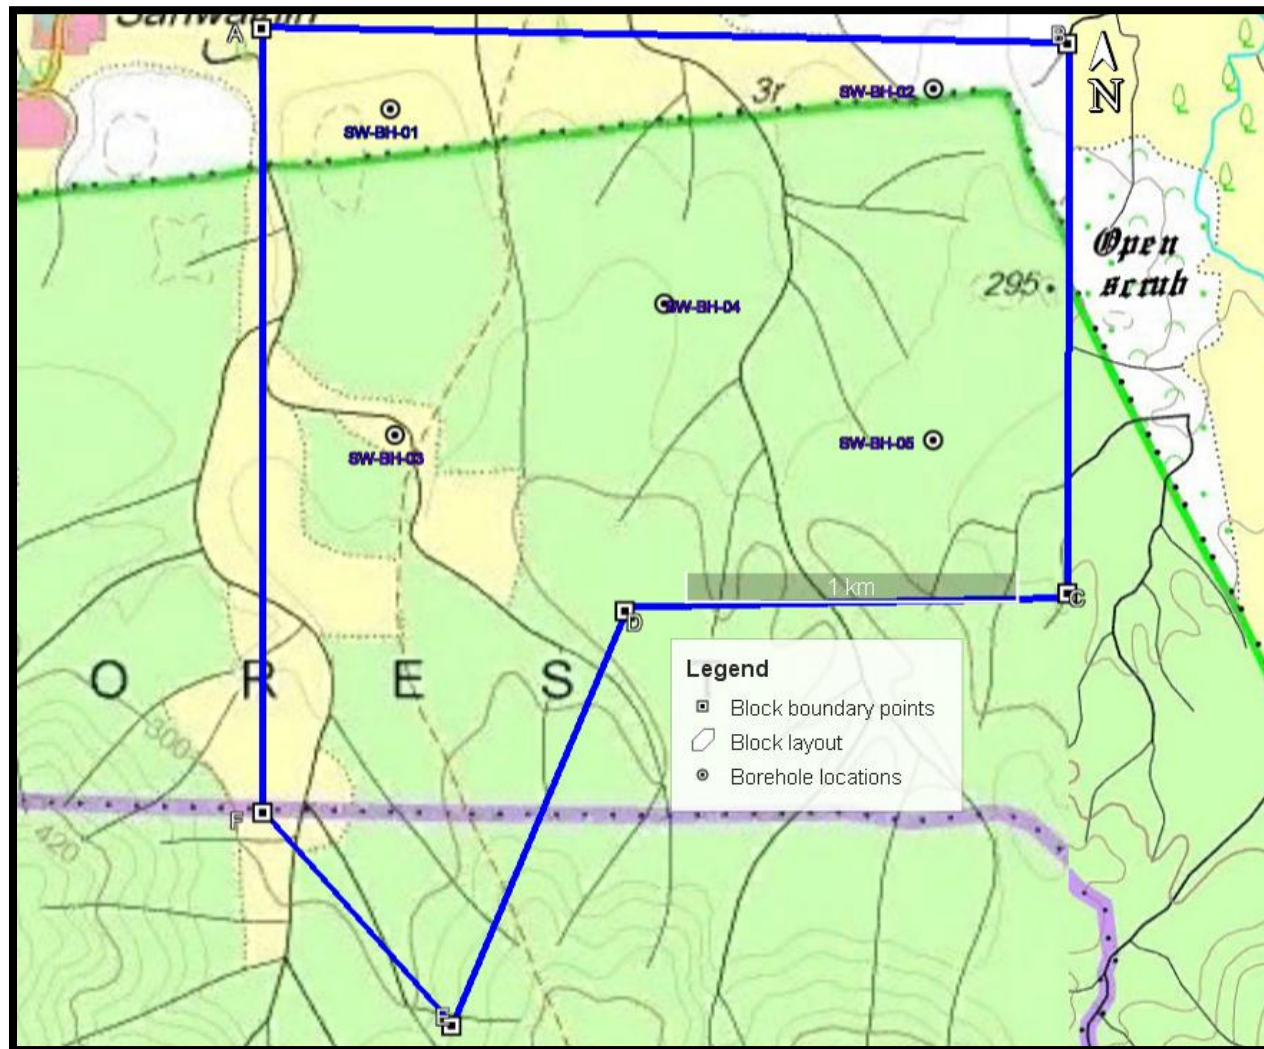 A
B
N
SW-BH-01
3r
SW-BH-02
Open
scrub
295
SW-BH-04
SW-BH-03
SW-BH-05
1 km
C
D
O R E S
Legend
Block boundary points
Block layout
Borehole locations
300
F
420
E